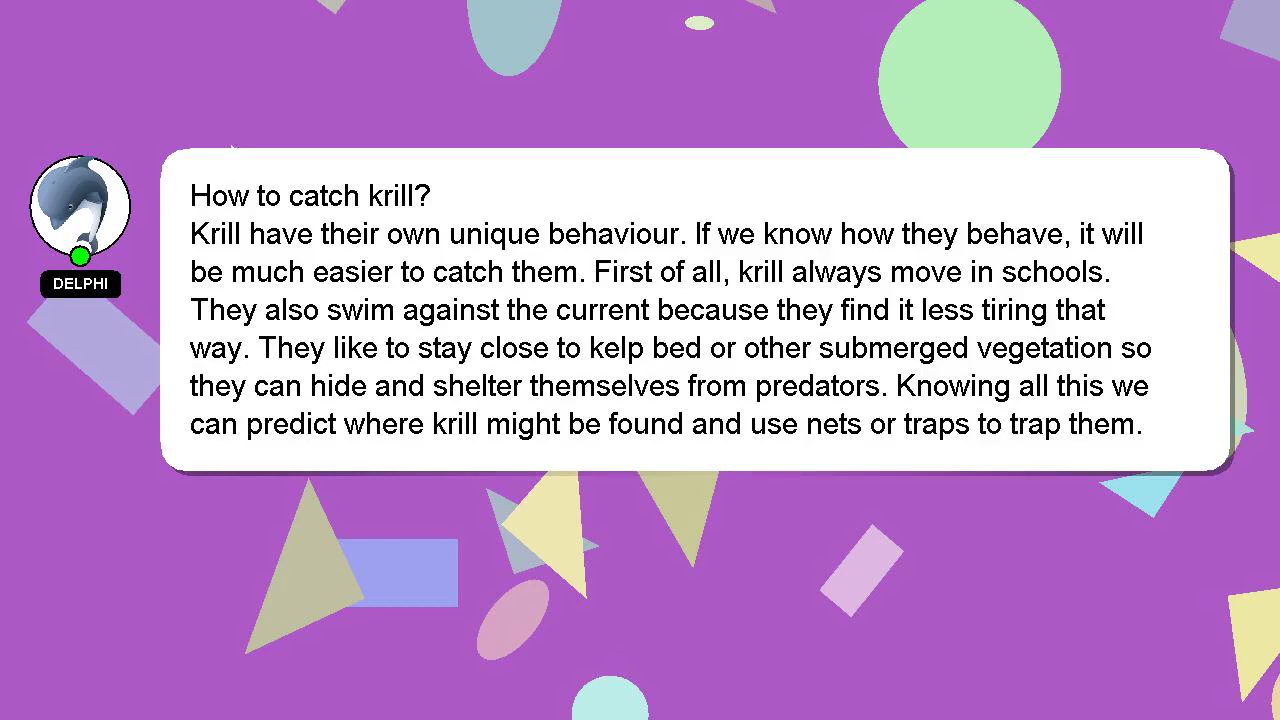 How to catch krill?
Krill have their own unique behaviour. If we know how they behave, it will
be much easier to catch them. First of all, krill always move in schools.
They also swim against the current because they find it less tiring that
way. They like to stay close to kelp bed or other submerged vegetation so
they can hide and shelter themselves from predators. Knowing all this we
can predict where krill might be found and use nets or traps to trap them.
DELPHI